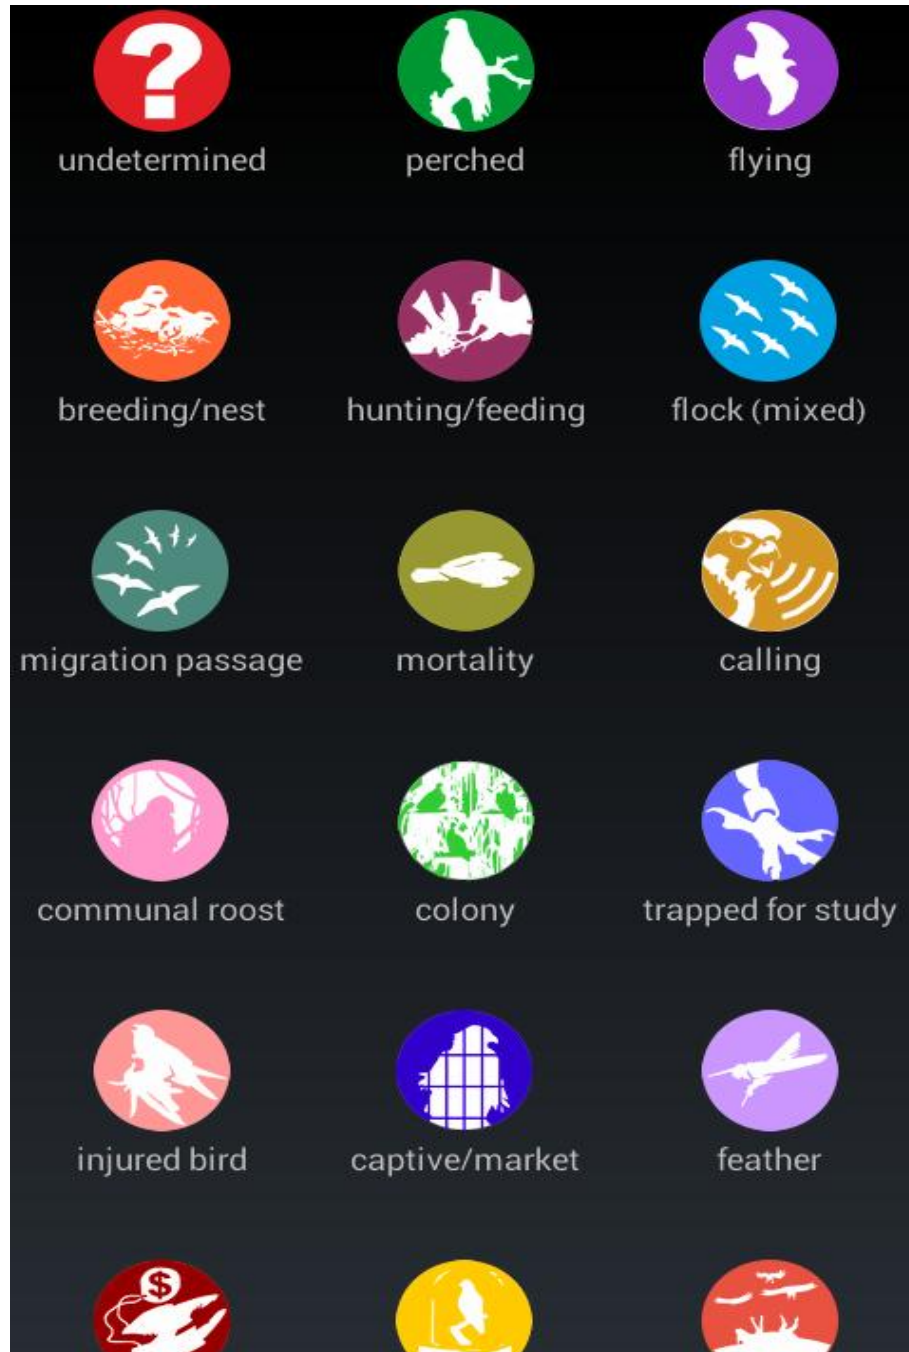 ?
undetermined
perched
flying
breeding/nest
hunting/feeding
flock (mixed)
migration passage
mortality
calling
communal roost
colony
trapped for study
injured bird
captive/market
feather
$